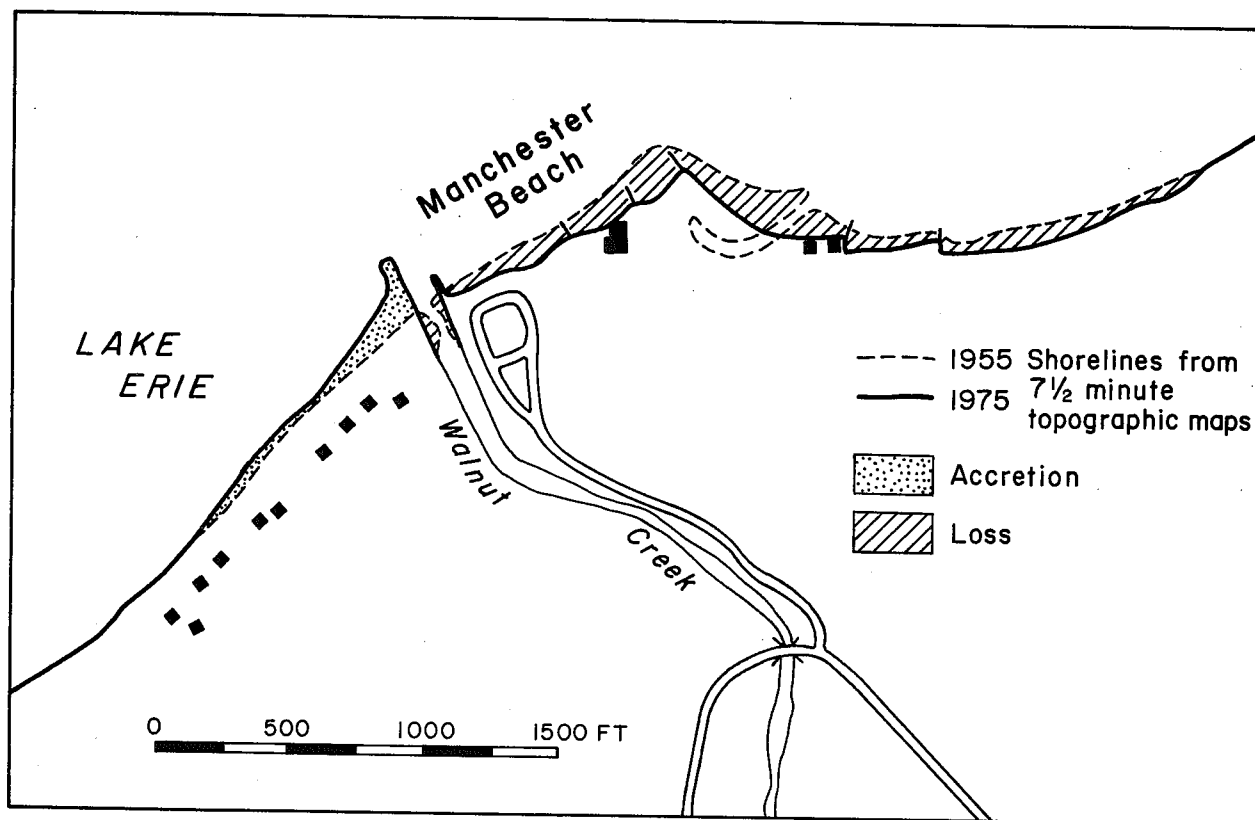 Manchester
Beach
LAKE
ERIE
1955 Shorelines from
1975 7½ minute
topographic maps
Accretion
Loss
Walnut
Creek
0 500 1000 1500 FT